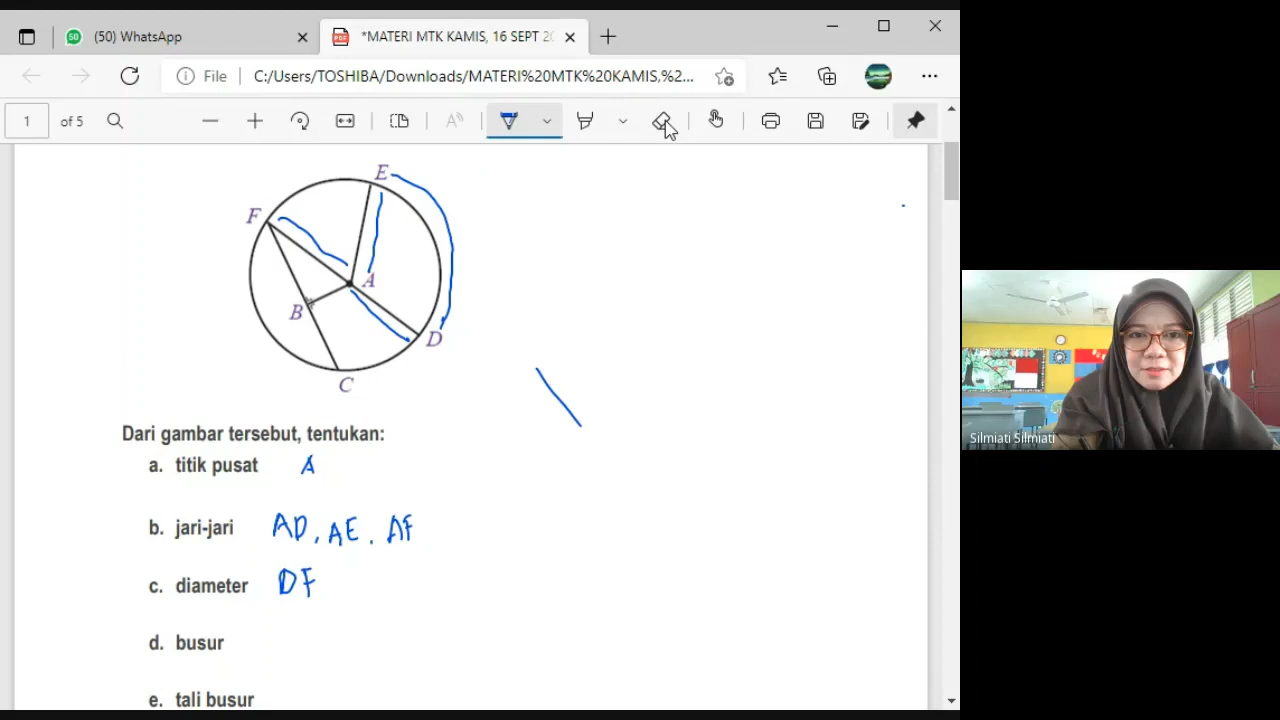 (50) WhatsApp
*MATERI MTK KAMIS, 16 SEPT 20
File
C:/Users/TOSHIBA/Downloads/MATERI%20MTK%20KAMIS,%2...
1 of 5
E
F
A
B
D
C
Dari gambar tersebut, tentukan:
a. titik pusat A
b. jari-jari AD, AE. AF
c. diameter DF
d. busur
e. tali busur
Silmiati Silmiati